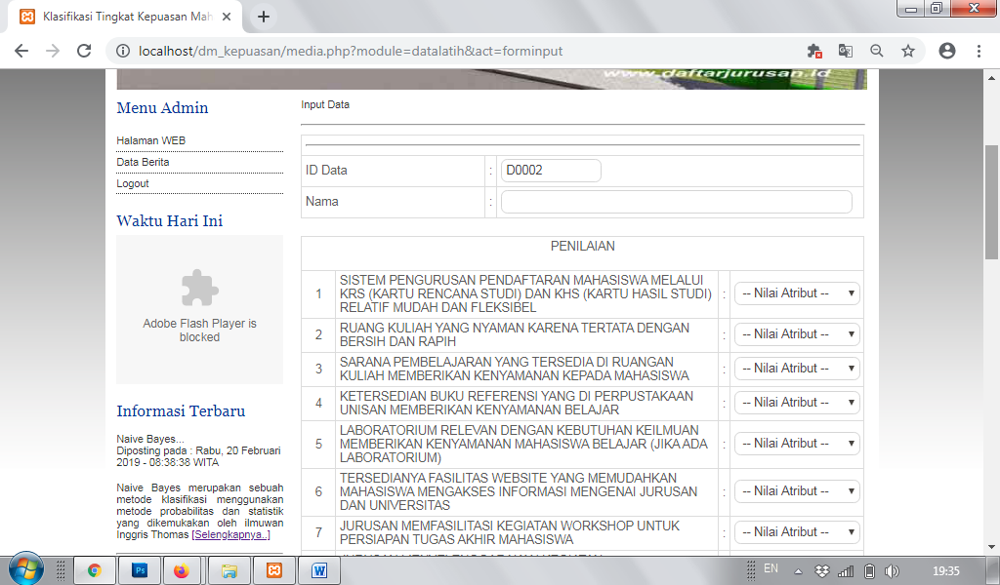 Klasifikasi Tingkat Kepuasan Mah
localhost/dm_kepuasan/media.php?module=datalatih&act=forminput
www.daftarjurusan.id
Menu Admin
Halaman WEB
Data Berita
Logout
Waktu Hari Ini
Adobe Flash Player is
blocked
Informasi Terbaru
Naive Bayes...
Diposting pada : Rabu, 20 Februari
2019 - 08:38:38 WITA
Naive Bayes merupakan sebuah
metode klasifikasi menggunakan
metode probabilitas dan statistik
yang dikemukakan oleh ilmuwan
Inggris Thomas [Selengkapnya..]
Input Data
ID Data : D0002
Nama :
PENILAIAN
1 SISTEM PENGURUSAN PENDAFTARAN MAHASISWA MELALUI
KRS (KARTU RENCANA STUDI) DAN KHS (KARTU HASIL STUDI)
RELATIF MUDAH DAN FLEKSIBEL : -- Nilai Atribut --
2 RUANG KULIAH YANG NYAMAN KARENA TERTATA DENGAN
BERSIH DAN RAPIH : -- Nilai Atribut --
3 SARANA PEMBELAJARAN YANG TERSEDIA DI RUANGAN
KULIAH MEMBERIKAN KENYAMANAN KEPADA MAHASISWA : -- Nilai Atribut --
4 KETERSEDIAN BUKU REFERENSI YANG DI PERPUSTAKAAN
UNISAN MEMBERIKAN KENYAMANAN BELAJAR : -- Nilai Atribut --
5 LABORATORIUM RELEVAN DENGAN KEBUTUHAN KEILMUAN
MEMBERIKAN KENYAMANAN MAHASISWA BELAJAR (JIKA ADA
LABORATORIUM) : -- Nilai Atribut --
6 TERSEDIANYA FASILITAS WEBSITE YANG MEMUDAHKAN
MAHASISWA MENGAKSES INFORMASI MENGENAI JURUSAN
DAN UNIVERSITAS : -- Nilai Atribut --
7 JURUSAN MEMFASILITASI KEGIATAN WORKSHOP UNTUK
PERSIAPAN TUGAS AKHIR MAHASISWA : -- Nilai Atribut --
Ps
W
EN
19:35